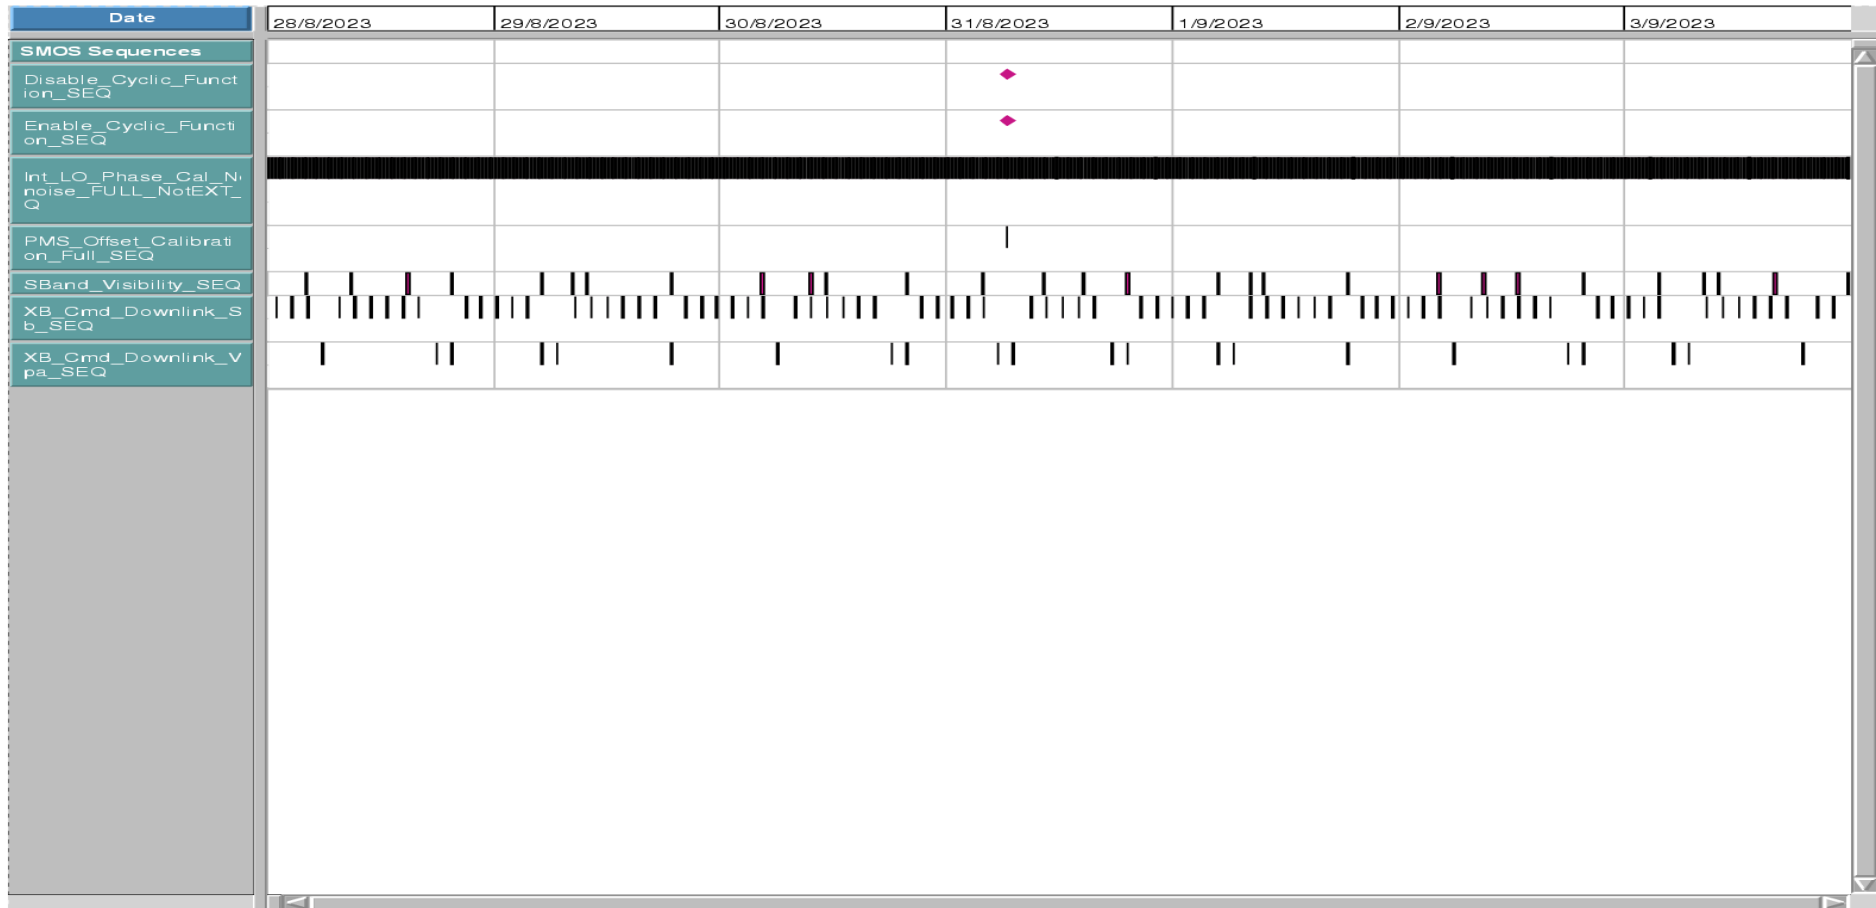 Date
28/8/2023 29/8/2023 30/8/2023 31/8/2023 1/9/2023 2/9/2023 3/9/2023
SMOS Sequences
Disable_Cyclic_Funct
ion_SEQ
Enable_Cyclic_Functi
on_SEQ
Int_LO_Phase_Cal_N
noise_FULL_NotEXT_
Q
PMS_Offset_Calibrati
on_Full_SEQ
SBand_Visibility_SEQ
XB_Cmd_Downlink_S
b_SEQ
XB_Cmd_Downlink_V
pa_SEQ